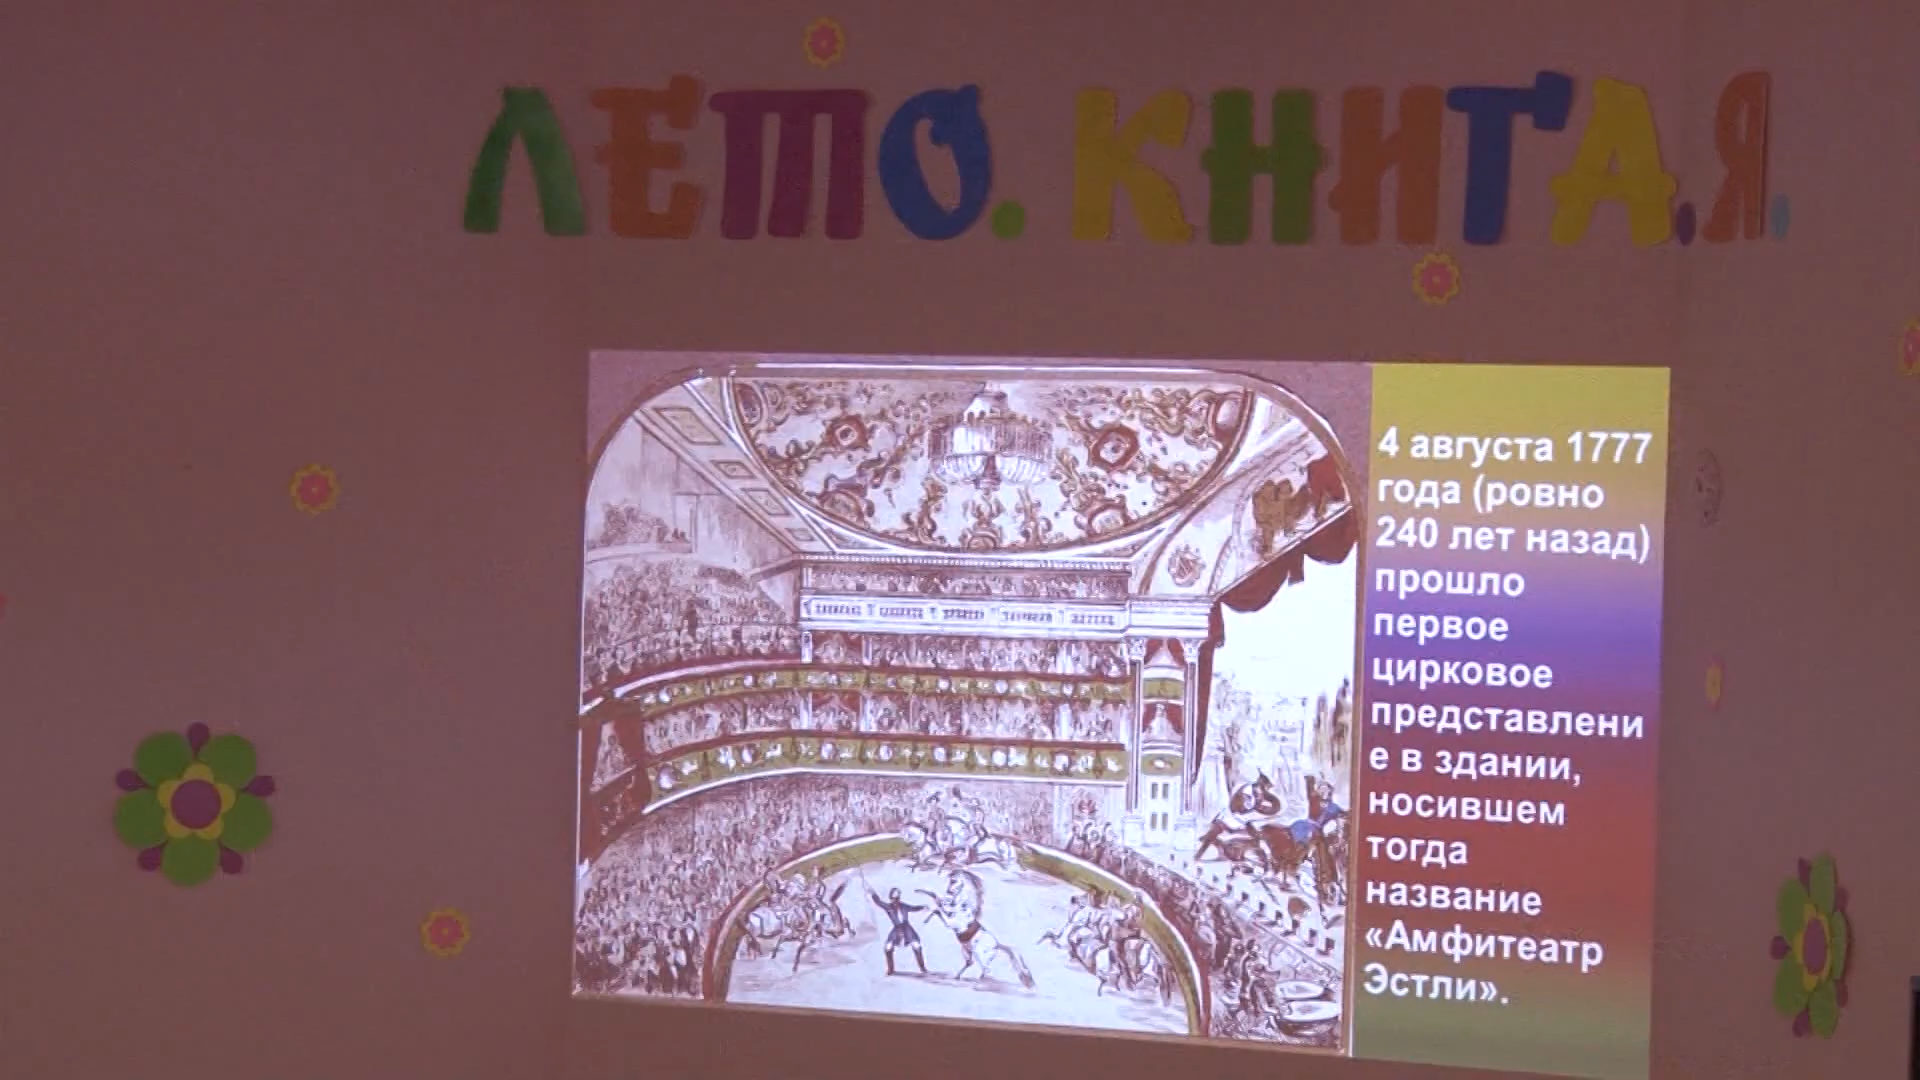 ЛЕТО. КНИГА.Я.
4 августа 1777
года (ровно
240 лет назад)
прошло
первое
цирковое
представлени
е в здании,
носившем
тогда
название
«Амфитеатр
Эстли».